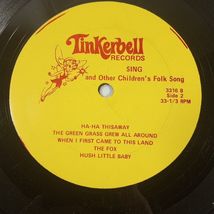 Tinkerbell
RECORDS
SING
and Other Children's Folk Song
3316 B
Side 2
33-1/3 RPM
HA-HA THISAWAY
THE GREEN GRASS GREW ALL AROUND
WHEN I FIRST CAME TO THIS LAND
THE FOX
HUSH LITTLE BABY